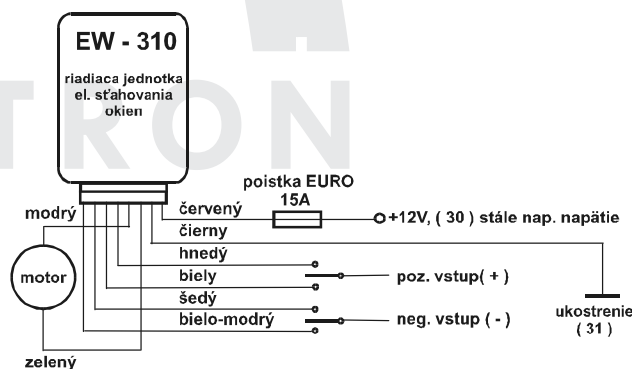 EW - 310
riadiaca jednotka
el. sťahovania
okien
TRON
poistka EURO
15A
modrý
červený
+12V, ( 30 ) stále nap. napätie
čierny
hnedý
motor
biely
poz. vstup( + )
šedý
bielo-modrý
neg. vstup ( - )
ukostrenie
( 31 )
zelený